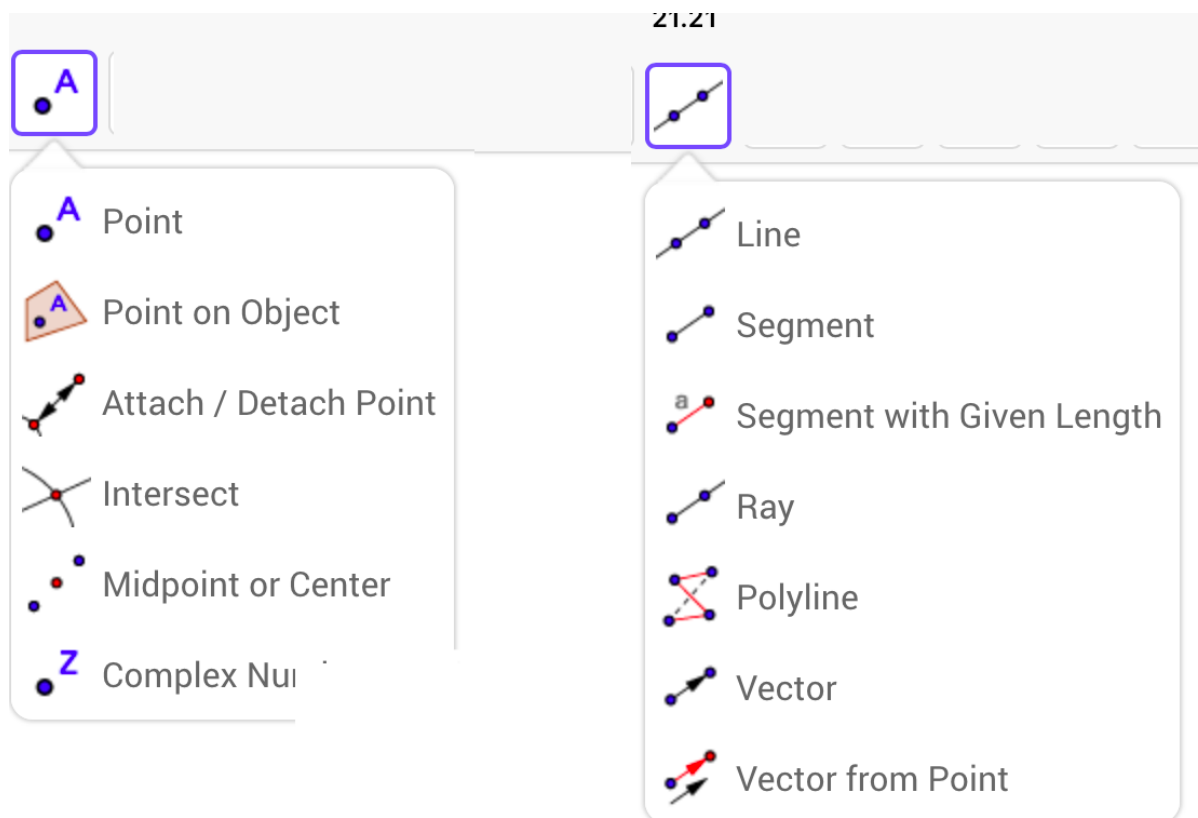 A
A Point
A Point on Object
Attach / Detach Point
Intersect
Midpoint or Center
Z Complex
21.21
Line
Segment
a Segment with Given Length
Ray
Polyline
Vector
Vector from Point